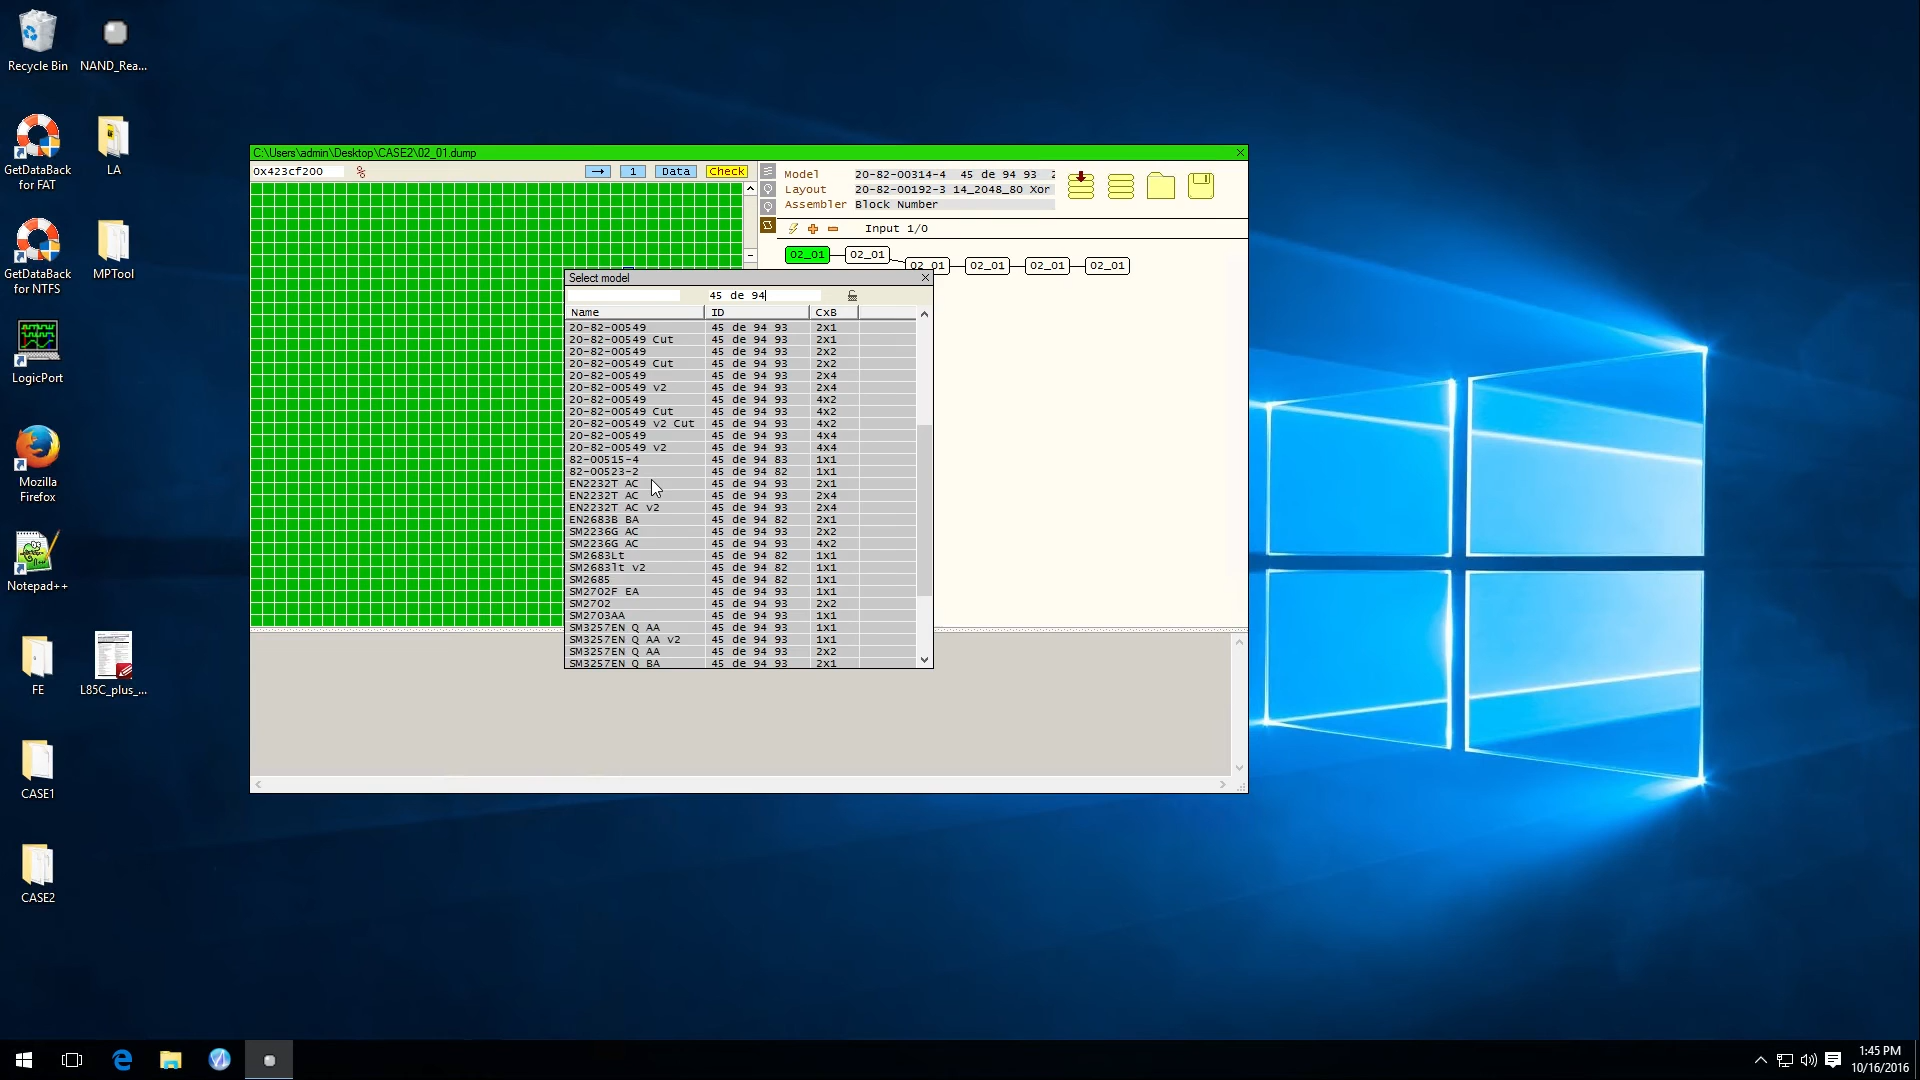 Recycle Bin
NAND_Rea...
GetDataBack
for FAT
LA
GetDataBack
for NTFS
MPTool
LogicPort
Mozilla
Firefox
Notepad++
FE
L85C_plus_...
CASE1
CASE2
C:\Users\admin\Desktop\CASE2\02_01.dump
0x423cf200 %
→ 1 Data Check
Model 20-82-00314-4 45 de 94 93 2
Layout 20-82-00192-3 14_2048_80 Xor
Assembler Block Number
Input 1/0
02_01 02_01 02_01 02_01 02_01 02_01
Select model
45 de 94
Name ID CxB
20-82-00549 45 de 94 93 2x1
20-82-00549 Cut 45 de 94 93 2x1
20-82-00549 45 de 94 93 2x2
20-82-00549 Cut 45 de 94 93 2x2
20-82-00549 45 de 94 93 2x4
20-82-00549 v2 45 de 94 93 2x4
20-82-00549 45 de 94 93 4x2
20-82-00549 Cut 45 de 94 93 4x2
20-82-00549 v2 Cut 45 de 94 93 4x2
20-82-00549 45 de 94 93 4x4
20-82-00549 v2 45 de 94 93 4x4
82-00515-4 45 de 94 83 1x1
82-00523-2 45 de 94 82 1x1
EN2232T AC 45 de 94 93 2x1
EN2232T AC 45 de 94 93 2x4
EN2232T AC v2 45 de 94 93 2x4
EN2683B BA 45 de 94 82 2x1
SM2236G AC 45 de 94 93 2x2
SM2236G AC 45 de 94 93 4x2
SM2683Lt 45 de 94 82 1x1
SM2683lt v2 45 de 94 82 1x1
SM2685 45 de 94 82 1x1
SM2702F EA 45 de 94 93 1x1
SM2702 45 de 94 93 2x2
SM2703AA 45 de 94 93 1x1
SM3257EN Q AA 45 de 94 93 1x1
SM3257EN Q AA v2 45 de 94 93 1x1
SM3257EN Q AA 45 de 94 93 2x2
SM3257EN Q BA 45 de 94 93 2x1
1:45 PM
10/16/2016